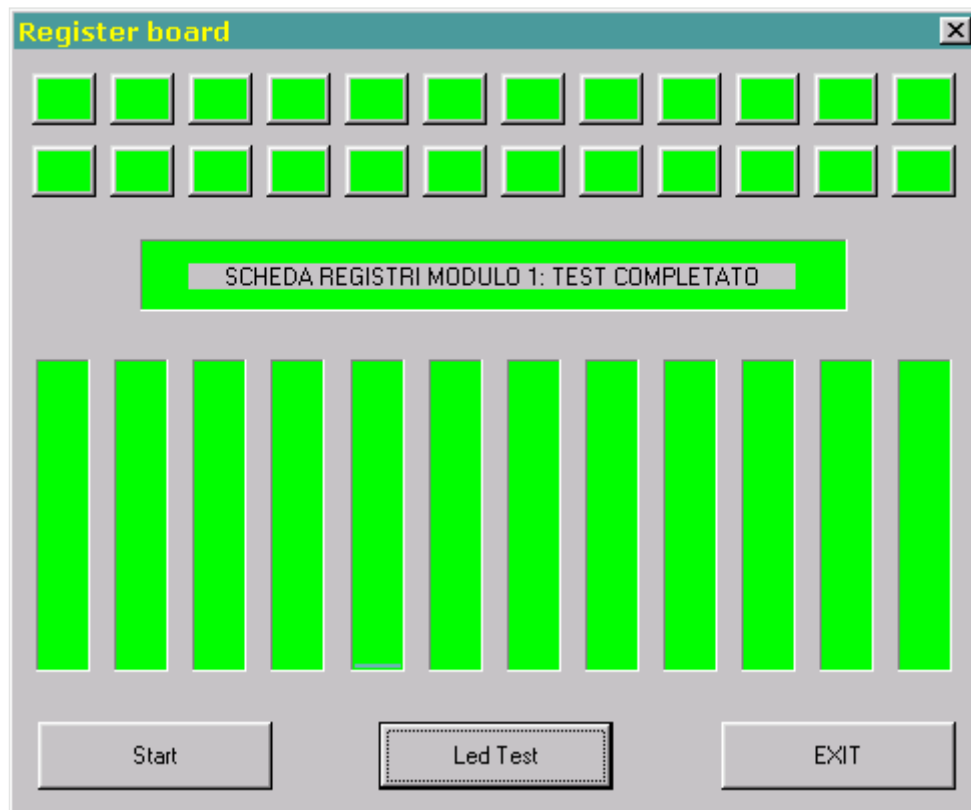 Register board
SCHEDA REGISTRI MODULO 1: TEST COMPLETATO
Start
Led Test
EXIT